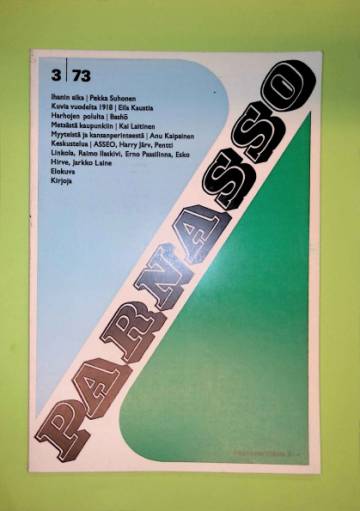 3 | 73
Ihanin aika | Pekka Suhonen
Kuvia vuodelta 1918 | Eila Kaustia
Harhojen poluita | Bashô
Metsästä kaupunkiin | Kai Laitinen
Myyteistä ja kansanperinteestä | Anu Kaipainen
Keskustelua | ASSEO, Harry Järv, Pentti
Linkola, Raimo Ilaskivi, Erno Paasilinna, Esko
Hirve, Jarkko Laine
Elokuva
Kirjoja
PARNASSO